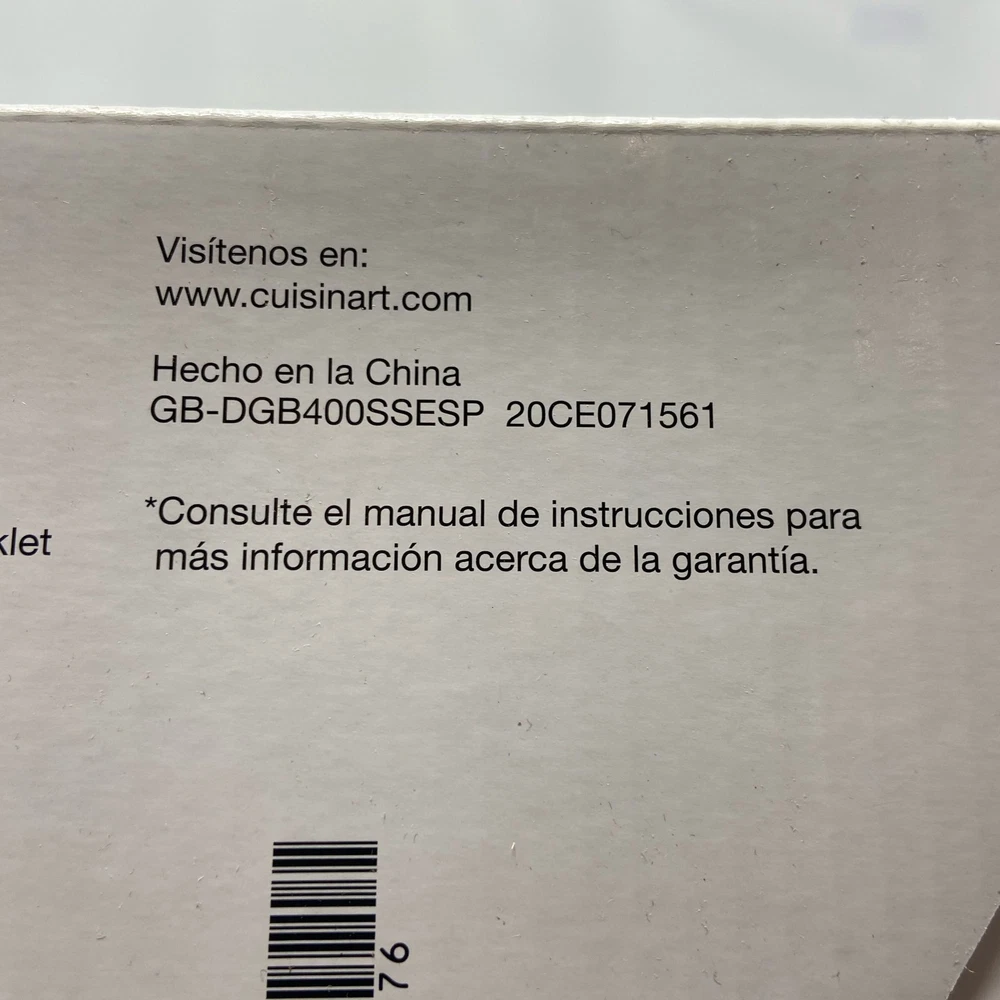 Visítenos en:
www.cuisinart.com
Hecho en la China
GB-DGB400SSESP 20CE071561
*Consulte el manual de instrucciones para
más información acerca de la garantía.
klet
76